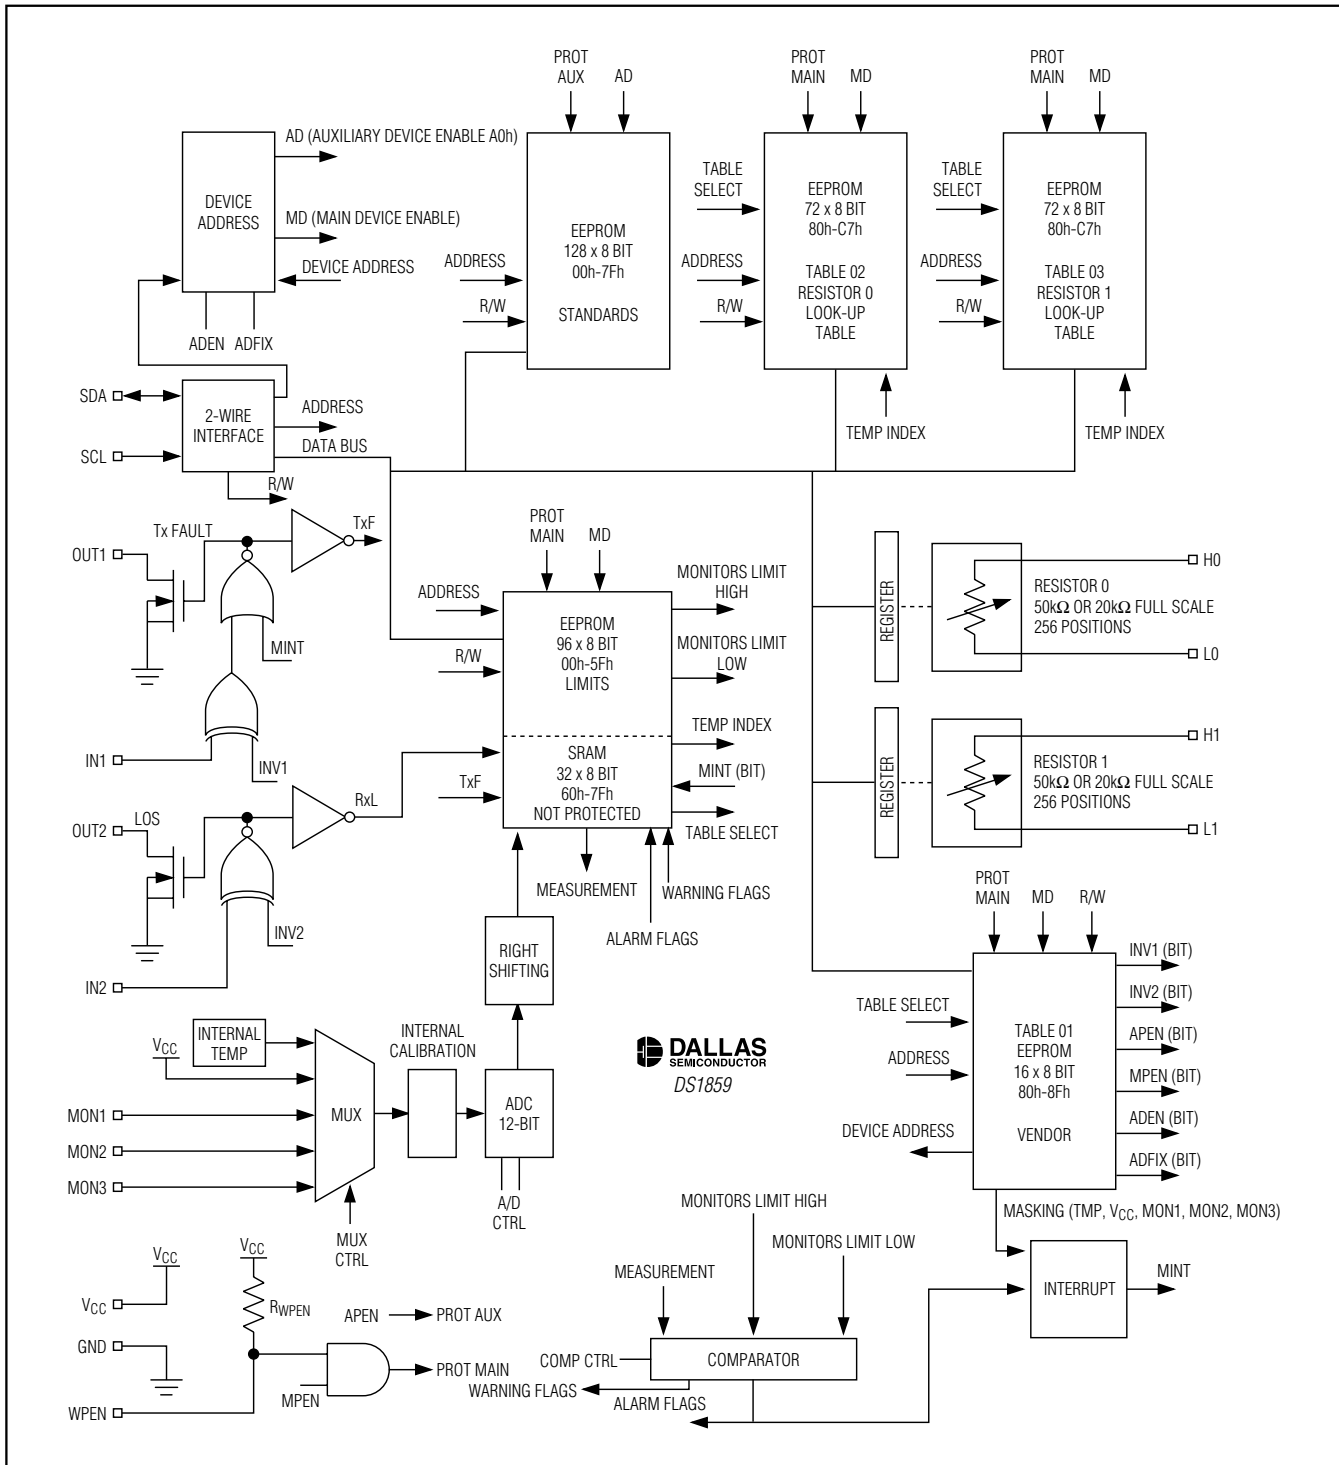 PROT
AUX
AD
PROT
MAIN
MD
PROT
MAIN
MD
AD (AUXILIARY DEVICE ENABLE A0h)
DEVICE
ADDRESS
MD (MAIN DEVICE ENABLE)
DEVICE ADDRESS
ADEN
ADFIX
ADDRESS
R/W
EEPROM
128 x 8 BIT
00h-7Fh
STANDARDS
TABLE
SELECT
ADDRESS
R/W
EEPROM
72 x 8 BIT
80h-C7h
TABLE 02
RESISTOR 0
LOOK-UP
TABLE
TEMP INDEX
TABLE
SELECT
ADDRESS
R/W
EEPROM
72 x 8 BIT
80h-C7h
TABLE 03
RESISTOR 1
LOOK-UP
TABLE
TEMP INDEX
SDA
SCL
2-WIRE
INTERFACE
ADDRESS
DATA BUS
R/W
Tx FAULT
TxF
OUT1
MINT
IN1
INV1
RxL
LOS
OUT2
INV2
IN2
PROT
MAIN
MD
ADDRESS
R/W
TxF
EEPROM
96 x 8 BIT
00h-5Fh
LIMITS
SRAM
32 x 8 BIT
60h-7Fh
NOT PROTECTED
MONITORS LIMIT
HIGH
MONITORS LIMIT
LOW
TEMP INDEX
MINT (BIT)
TABLE SELECT
MEASUREMENT
WARNING FLAGS
ALARM FLAGS
REGISTER
RESISTOR 0
50kΩ OR 20kΩ FULL SCALE
256 POSITIONS
H0
L0
REGISTER
RESISTOR 1
50kΩ OR 20kΩ FULL SCALE
256 POSITIONS
H1
L1
RIGHT
SHIFTING
INTERNAL
TEMP
VCC
MON1
MON2
MON3
MUX
MUX
CTRL
INTERNAL
CALIBRATION
ADC
12-BIT
A/D
CTRL
DALLAS
SEMICONDUCTOR
DS1859
PROT
MAIN
MD
R/W
TABLE SELECT
ADDRESS
DEVICE ADDRESS
TABLE 01
EEPROM
16 x 8 BIT
80h-8Fh
VENDOR
INV1 (BIT)
INV2 (BIT)
APEN (BIT)
MPEN (BIT)
ADEN (BIT)
ADFIX (BIT)
MASKING (TMP, VCC, MON1, MON2, MON3)
INTERRUPT
MINT
MONITORS LIMIT HIGH
MONITORS LIMIT LOW
MEASUREMENT
COMP CTRL
COMPARATOR
WARNING FLAGS
ALARM FLAGS
VCC
VCC
GND
WPEN
VCC
RWPEN
APEN
PROT AUX
MPEN
PROT MAIN